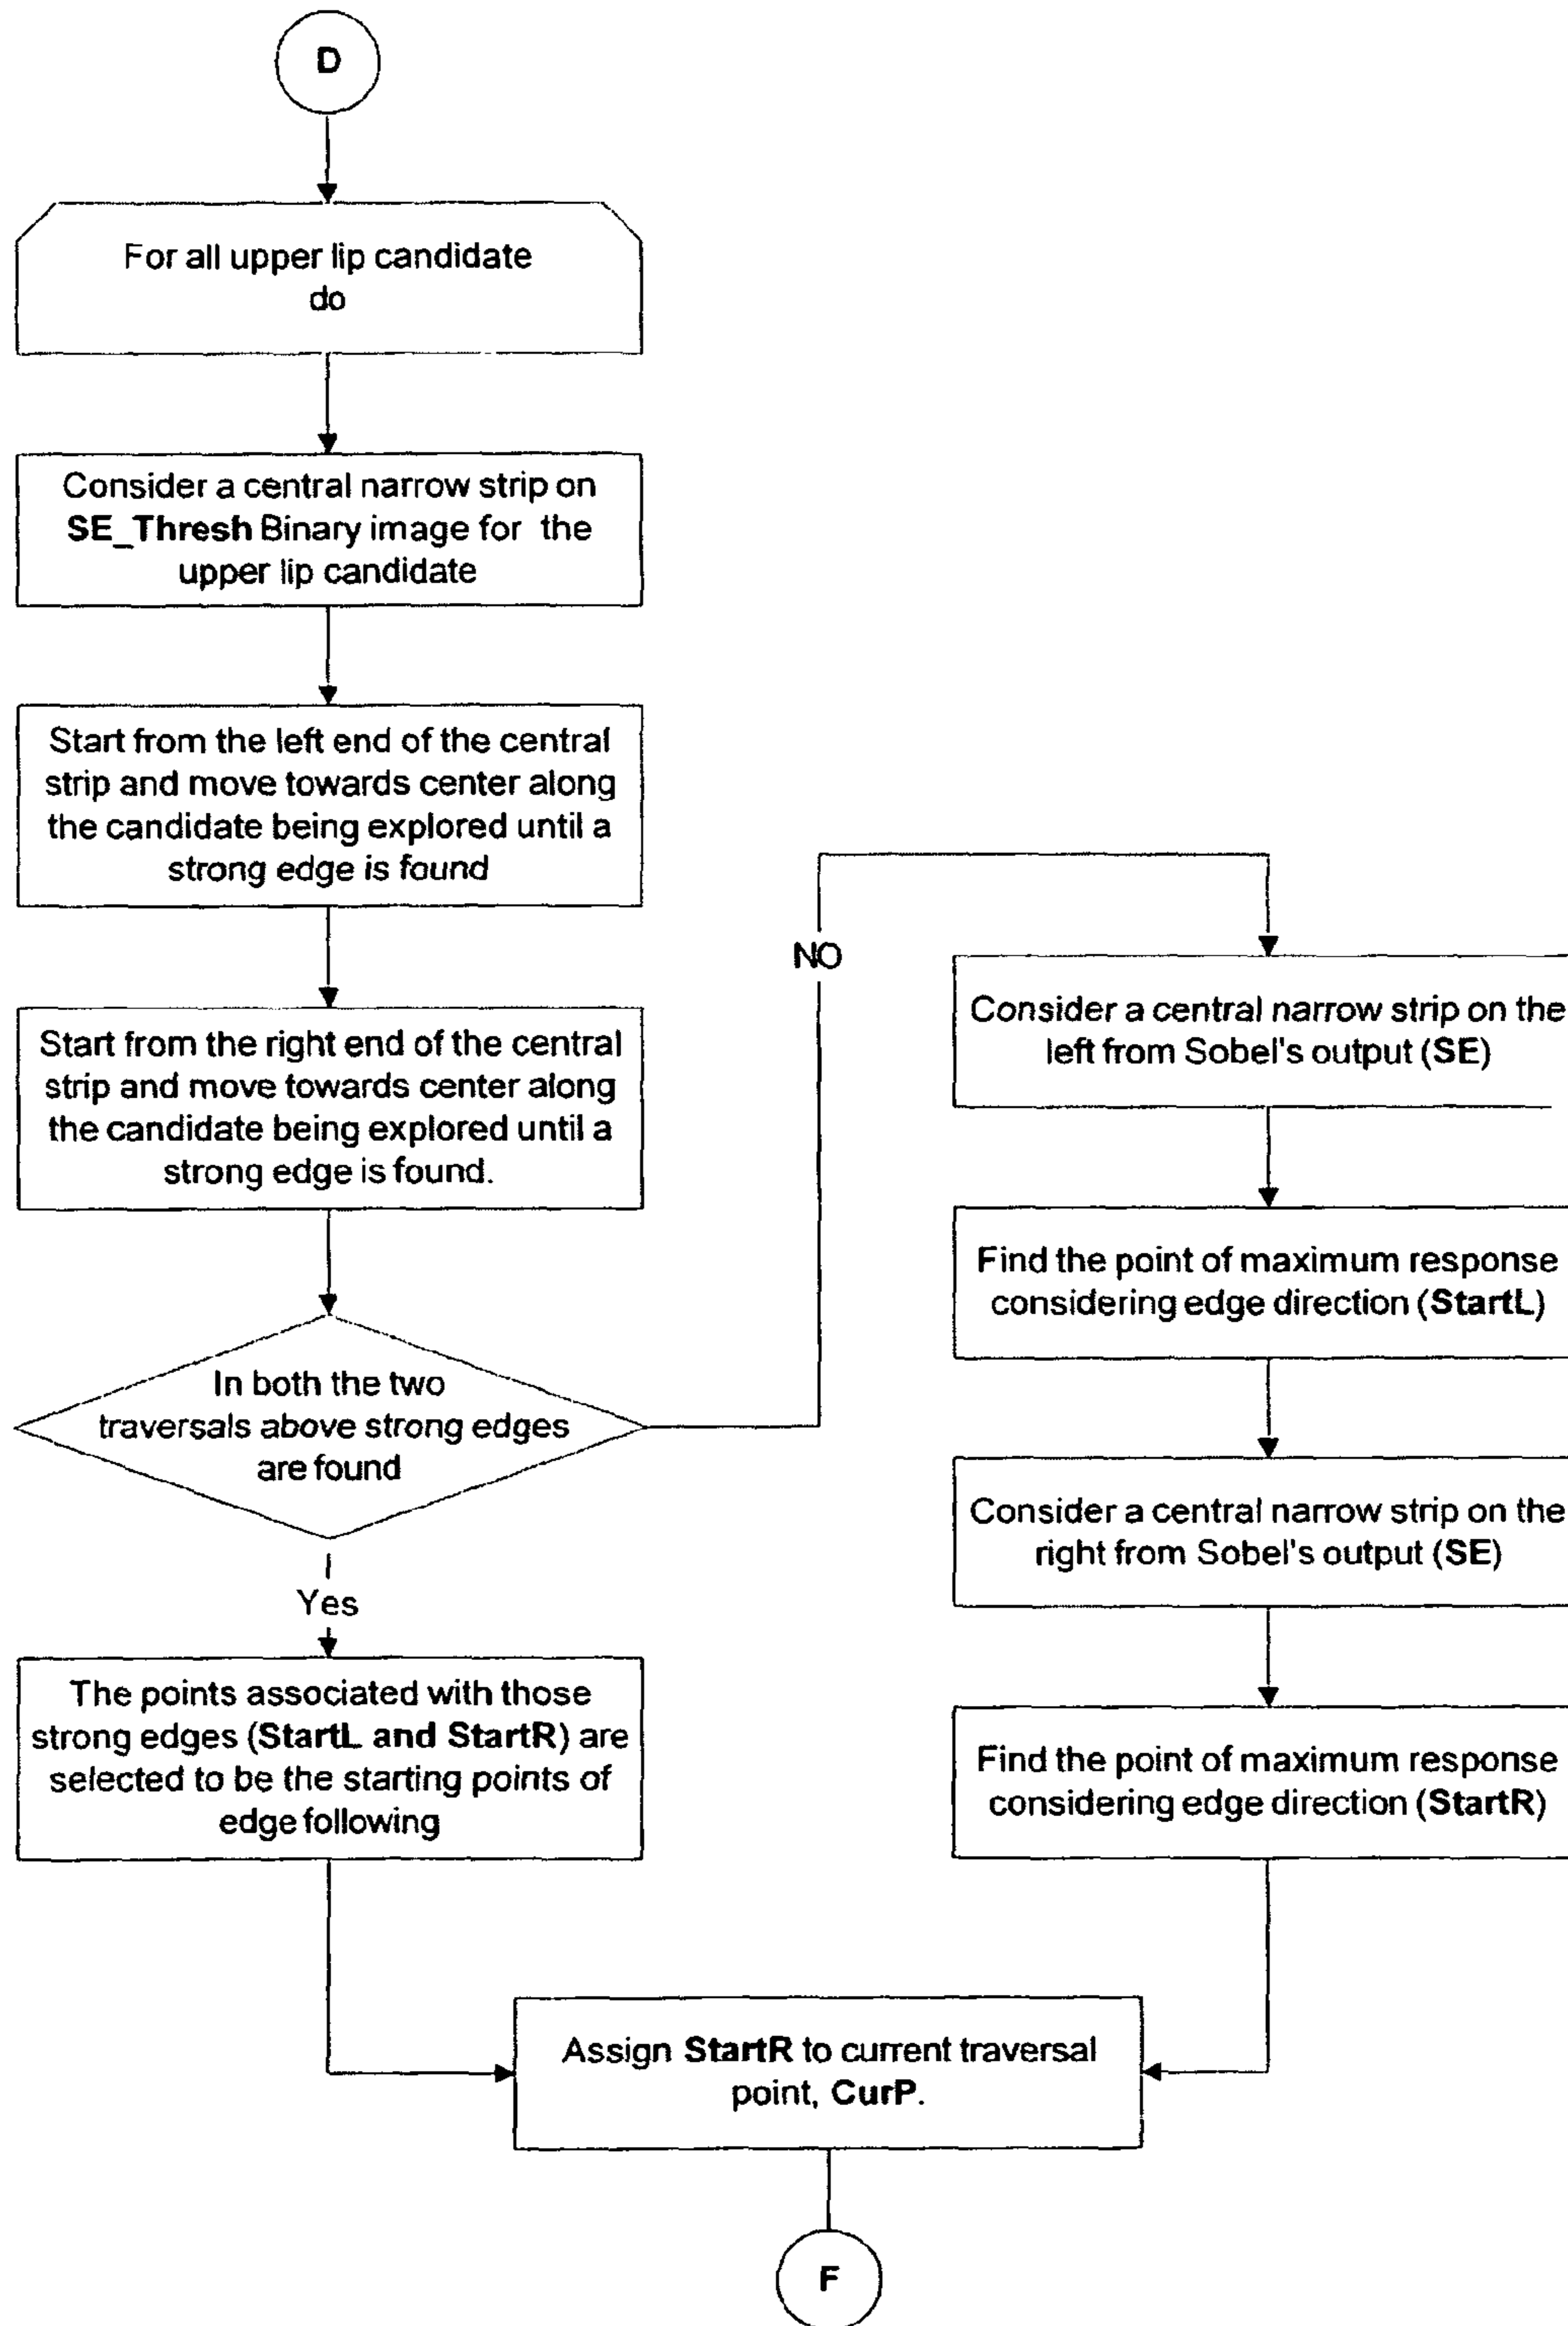 D
For all upper lip candidate
do
Consider a central narrow strip on
SE_Thresh Binary image for the
upper lip candidate
Start from the left end of the central
strip and move towards center along
the candidate being explored until a
strong edge is found
Start from the right end of the central
strip and move towards center along
the candidate being explored until a
strong edge is found.
In both the two
traversals above strong edges
are found
Yes
The points associated with those
strong edges (StartL and StartR) are
selected to be the starting points of
edge following
NO
Consider a central narrow strip on the
left from Sobel's output (SE)
Find the point of maximum response
considering edge direction (StartL)
Consider a central narrow strip on the
right from Sobel's output (SE)
Find the point of maximum response
considering edge direction (StartR)
Assign StartR to current traversal
point, CurP.
F